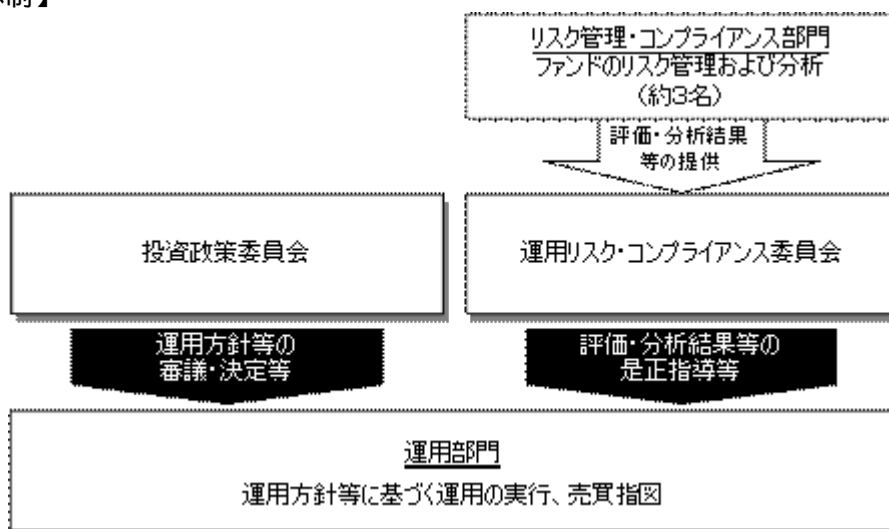 制】
リスク管理・コンプライアンス部門
ファンドのリスク管理および分析
(約3名)
評価・分析結果
等の提供
投資政策委員会
運用リスク・コンプライアンス委員会
運用方針等の
審議・決定等
評価・分析結果等の
是正指導等
運用部門
運用方針等に基づく運用の実行、売買指図